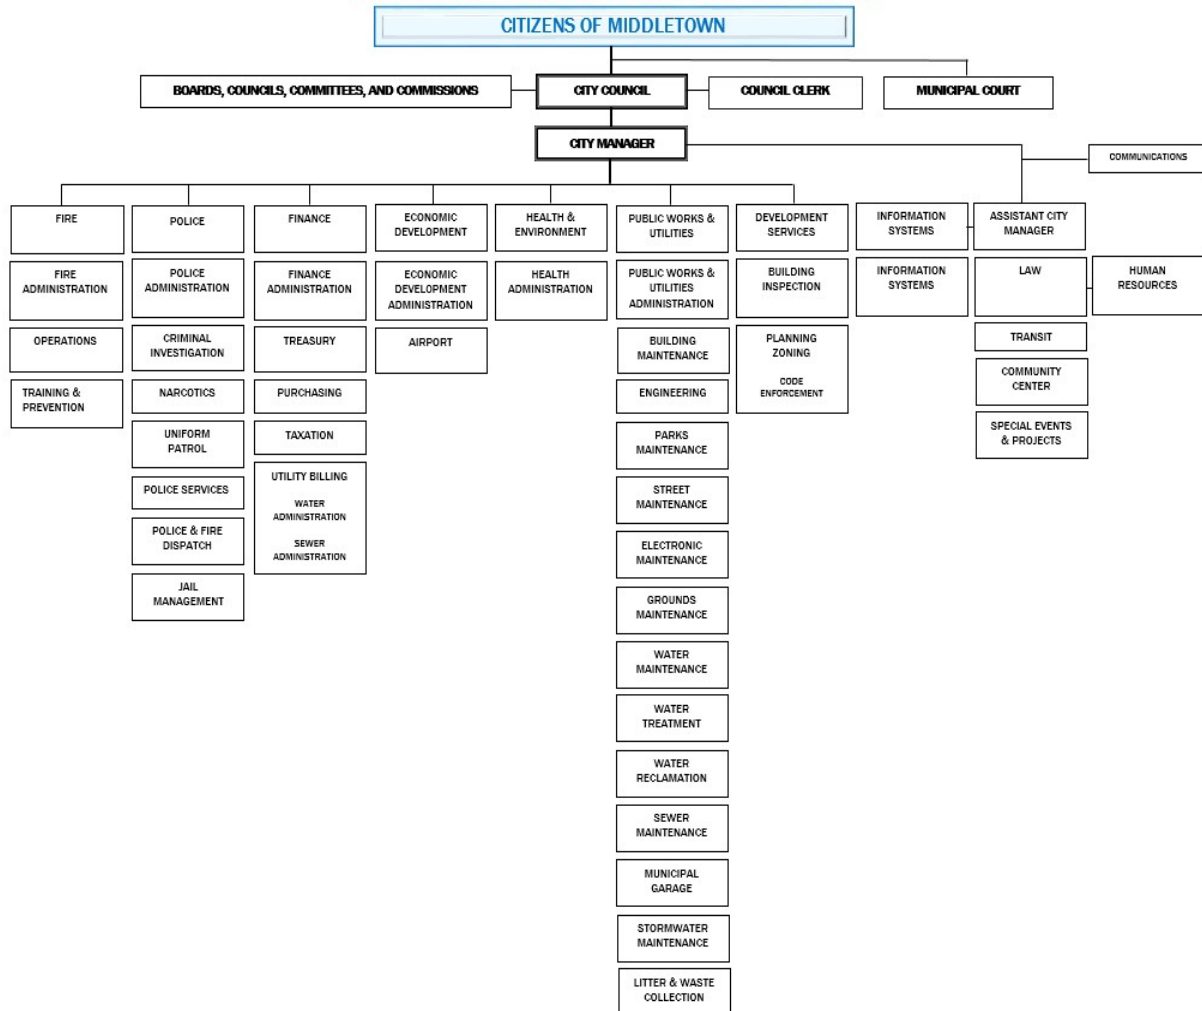 CITIZENS OF MIDDLETOWN
BOARDS, COUNCILS, COMMITTEES, AND COMMISSIONS
CITY COUNCIL
COUNCIL CLERK
MUNICIPAL COURT
CITY MANAGER
COMMUNICATIONS
FIRE
POLICE
FINANCE
ECONOMIC
DEVELOPMENT
HEALTH &
ENVIRONMENT
PUBLIC WORKS &
UTILITIES
DEVELOPMENT
SERVICES
INFORMATION
SYSTEMS
ASSISTANT CITY
MANAGER
FIRE
ADMINISTRATION
POLICE
ADMINISTRATION
FINANCE
ADMINISTRATION
ECONOMIC
DEVELOPMENT
ADMINISTRATION
HEALTH
ADMINISTRATION
PUBLIC WORKS &
UTILITIES
ADMINISTRATION
BUILDING
INSPECTION
INFORMATION
SYSTEMS
LAW
HUMAN
RESOURCES
OPERATIONS
CRIMINAL
INVESTIGATION
TREASURY
AIRPORT
BUILDING
MAINTENANCE
PLANNING
ZONING
CODE
ENFORCEMENT
TRANSIT
TRAINING &
PREVENTION
NARCOTICS
PURCHASING
ENGINEERING
COMMUNITY
CENTER
UNIFORM
PATROL
TAXATION
PARKS
MAINTENANCE
SPECIAL EVENTS
& PROJECTS
POLICE SERVICES
UTILITY BILLING
WATER
ADMINISTRATION
SEWER
ADMINISTRATION
STREET
MAINTENANCE
POLICE & FIRE
DISPATCH
ELECTRONIC
MAINTENANCE
JAIL
MANAGEMENT
GROUNDS
MAINTENANCE
WATER
MAINTENANCE
WATER
TREATMENT
WATER
RECLAMATION
SEWER
MAINTENANCE
MUNICIPAL
GARAGE
STORMWATER
MAINTENANCE
LITTER & WASTE
COLLECTION